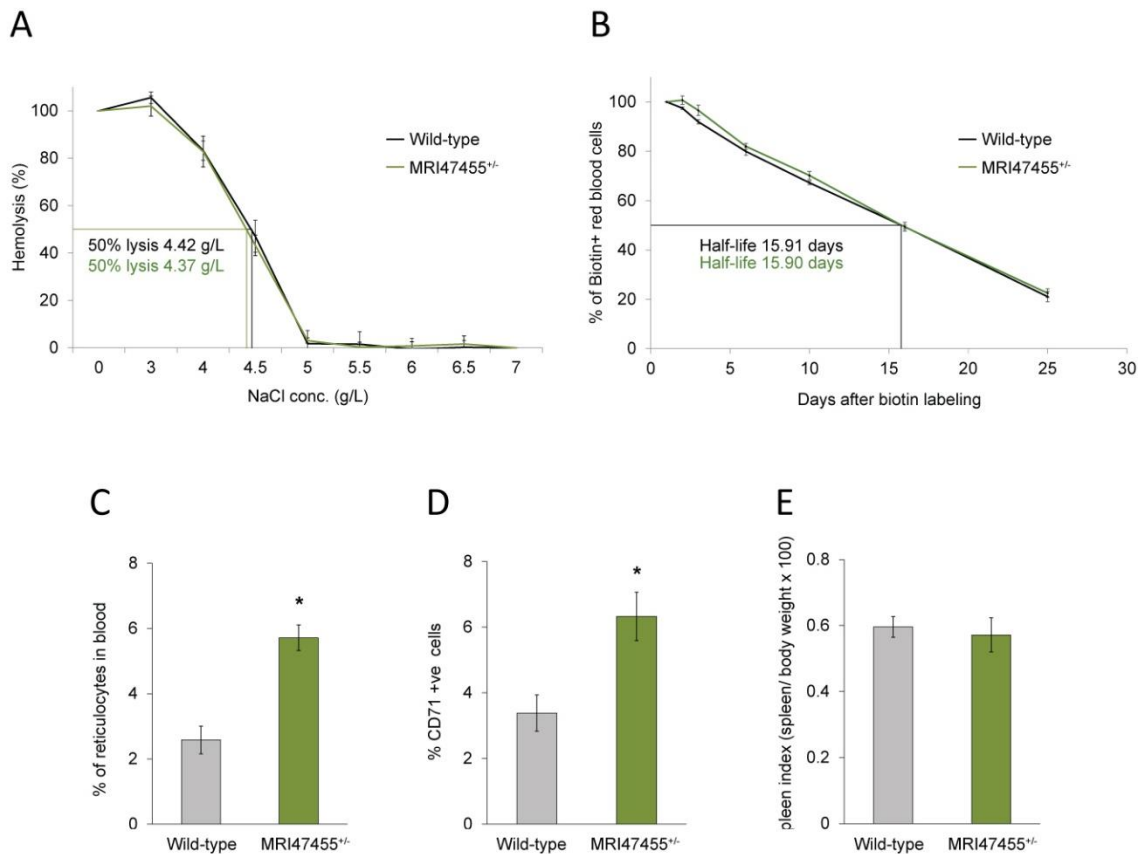 A
Hemolysis (%)
100
80
60
40
20
0
Wild-type
MRI47455+/-
50% lysis 4.42 g/L
50% lysis 4.37 g/L
0 3 4 4.5 5 5.5 6 6.5 7
NaCl conc. (g/L)
B
% of Biotin+ red blood cells
100
80
60
40
20
0
Wild-type
MRI47455+/-
Half-life 15.91 days
Half-life 15.90 days
0 5 10 15 20 25 30
Days after biotin labeling
C
% of reticulocytes in blood
8
6
4
2
0
*
Wild-type MRI47455+/-
D
% CD71 +ve cells
8
6
4
2
0
*
Wild-type MRI47455+/-
E
pleen index (spleen/ body weight x 100)
0.8
0.6
0.4
0.2
0
Wild-type MRI47455+/-